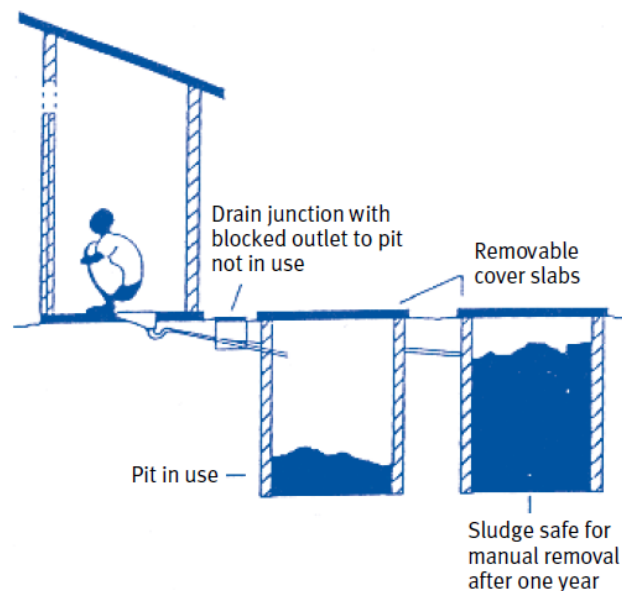 Drain junction with
blocked outlet to pit
not in use
Removable
cover slabs
Pit in use
Sludge safe for
manual removal
after one year